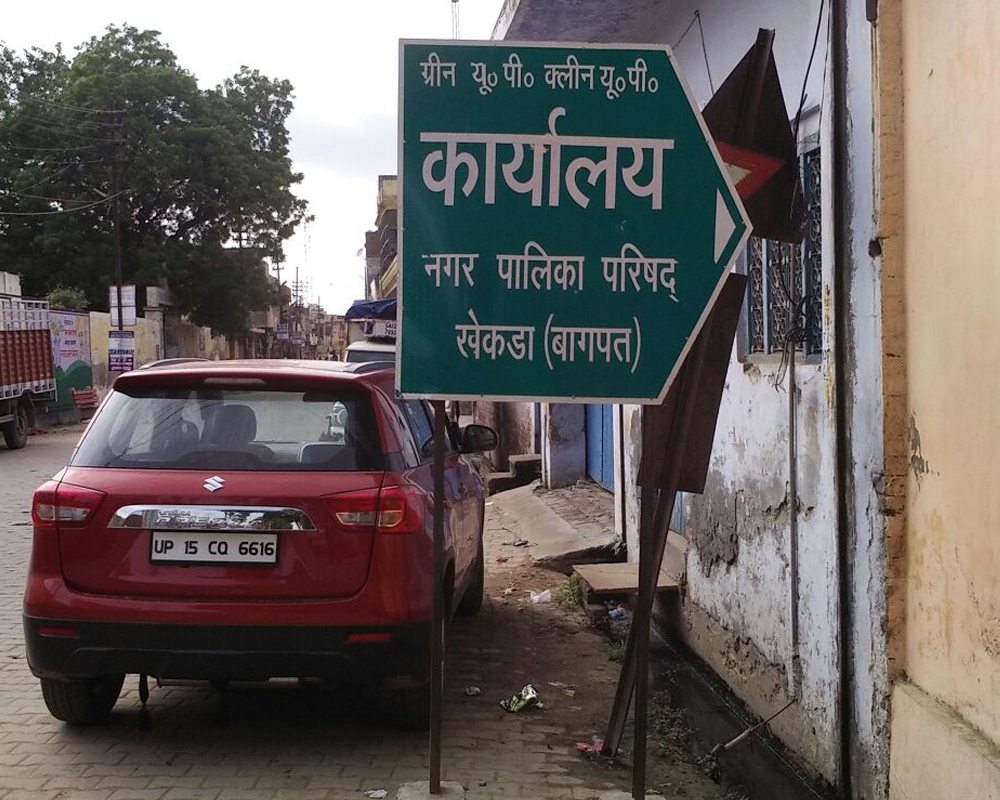 ग्रीन यू० पी० क्लीन यू०पी०
कार्यालय
नगर पालिका परिषद्
खेकडा (बागपत)
UP 15 CQ 6616